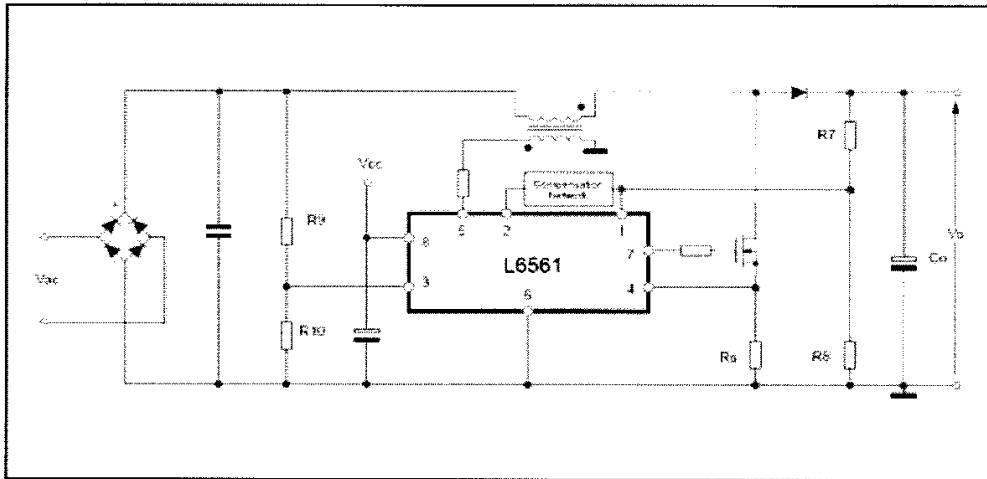 Vcc
R7
Compensator
Network
R9
5
2
1
8
7
L6561
Vo
Co
Vac
3
4
6
R10
Rs
R8